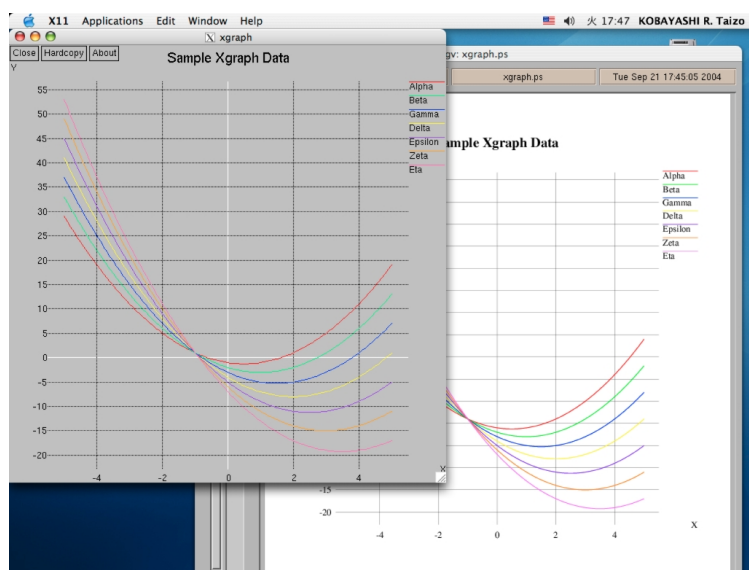 X11 Applications Edit Window Help 火 17:47 KOBAYASHI R. Taizo
X xgraph
Close Hardcopy About
Sample Xgraph Data
Y
55
50
45
40
35
30
25
20
15
10
5
0
-5
-10
-15
-20
-4 -2 0 2 4
X
Alpha
Beta
Gamma
Delta
Epsilon
Zeta
Eta
gv: xgraph.ps
xgraph.ps Tue Sep 21 17:45:05 2004
ample Xgraph Data
Alpha
Beta
Gamma
Delta
Epsilon
Zeta
Eta
-15
-20
-4 -2 0 2 4
X